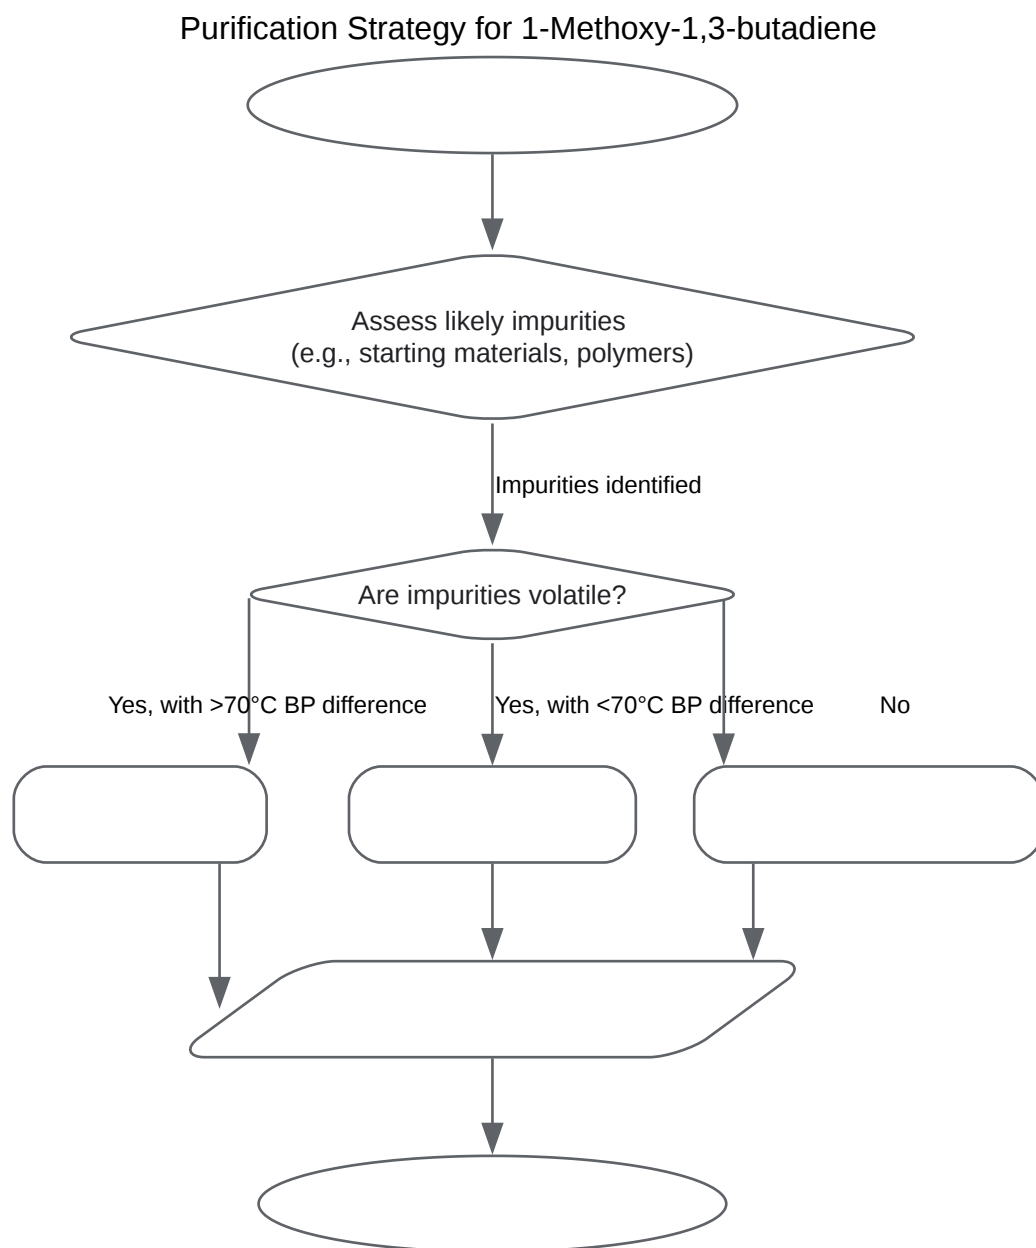 Purification Strategy for 1-Methoxy-1,3-butadiene
Assess likely impurities
(e.g., starting materials, polymers)
Impurities identified
Are impurities volatile?
Yes, with >70°C BP difference
Yes, with <70°C BP difference
No